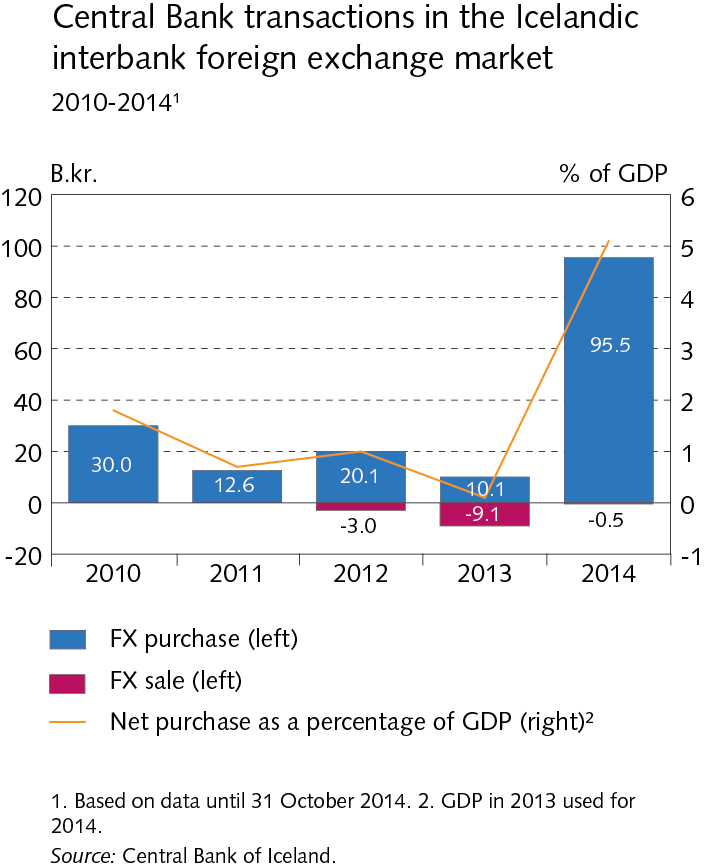 Central Bank transactions in the Icelandic
interbank foreign exchange market
2010-2014¹
B.kr. % of GDP
120 6
100 5
80 4
60 3
40 2
20 1
0 0
-20 -1
95.5
30.0
12.6
20.1
10.1
-9.1
-3.0
-0.5
2010 2011 2012 2013 2014
FX purchase (left)
FX sale (left)
Net purchase as a percentage of GDP (right)²
1. Based on data until 31 October 2014. 2. GDP in 2013 used for
2014.
Source: Central Bank of Iceland.